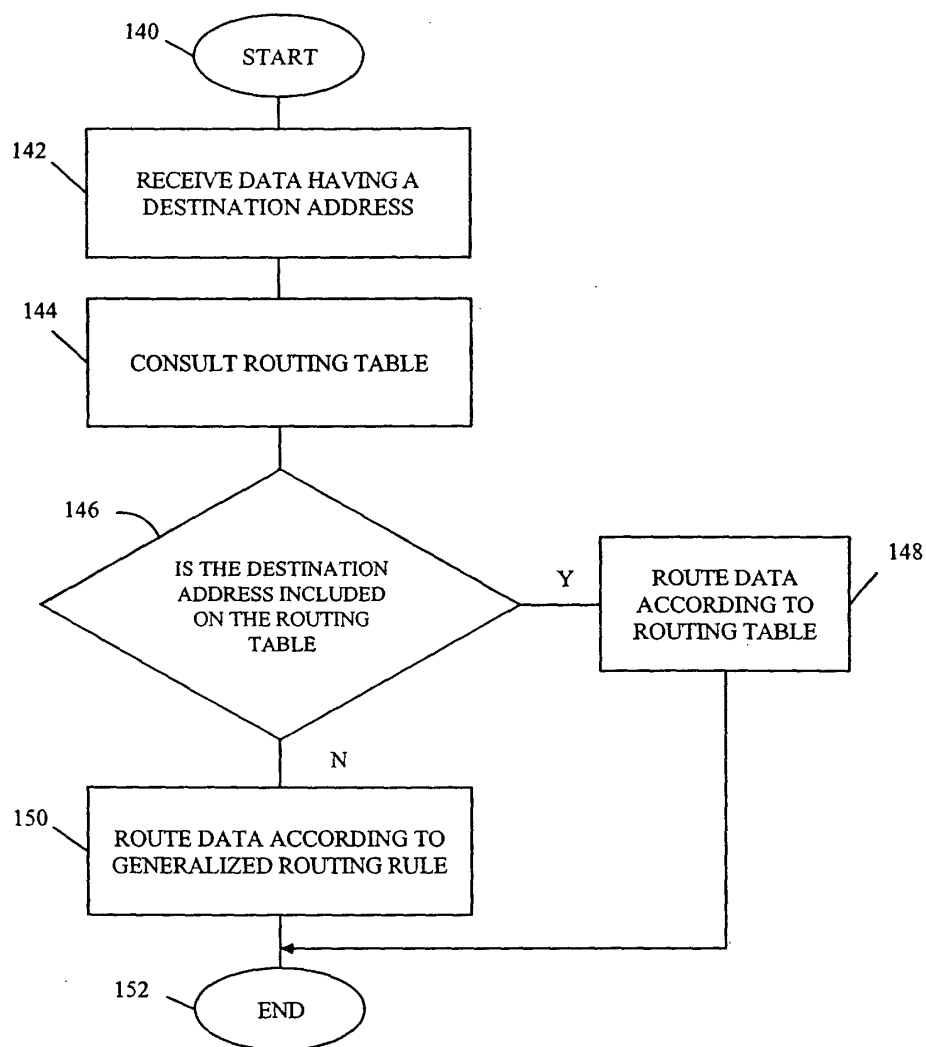 140
START
142
RECEIVE DATA HAVING A
DESTINATION ADDRESS
144
CONSULT ROUTING TABLE
146
IS THE DESTINATION
ADDRESS INCLUDED
ON THE ROUTING
TABLE
Y
148
ROUTE DATA
ACCORDING TO
ROUTING TABLE
N
150
ROUTE DATA ACCORDING TO
GENERALIZED ROUTING RULE
152
END